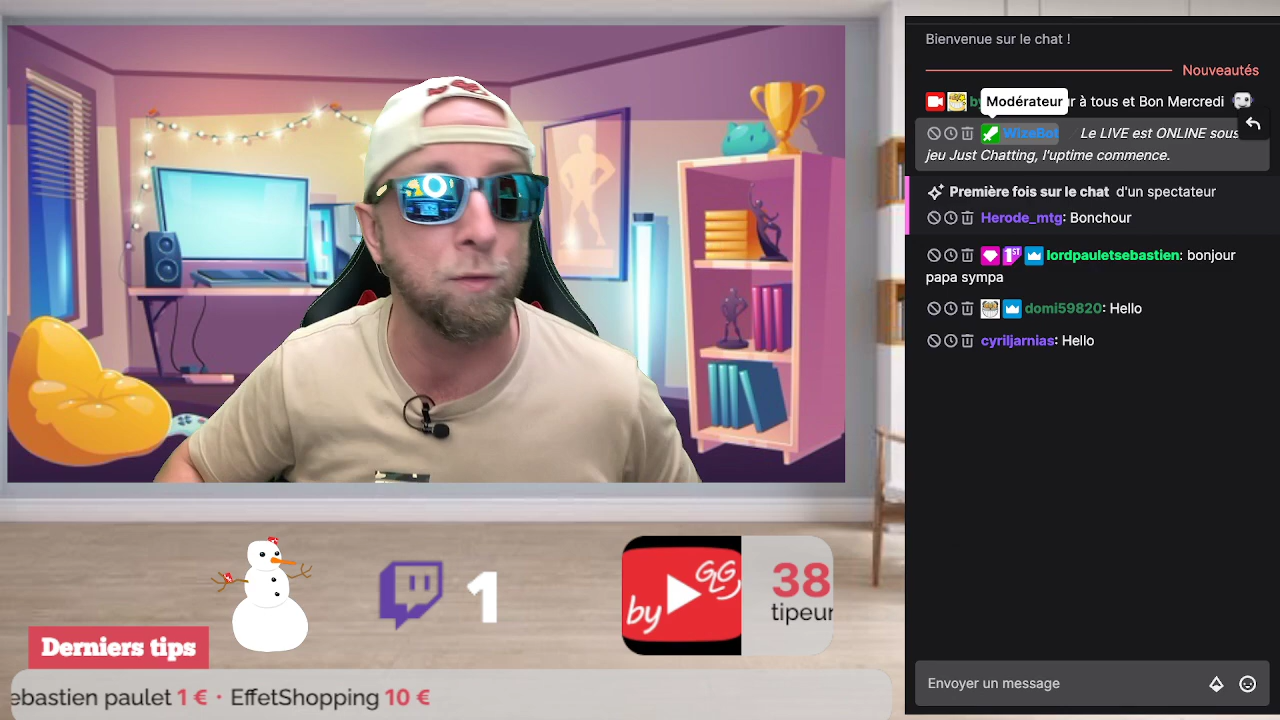 Bienvenue sur le chat !
Nouveautés
Modérateur
à tous et Bon Mercredi
WizeBot Le LIVE est ONLINE sous
jeu Just Chatting, l'uptime commence.
Première fois sur le chat d'un spectateur
Herode_mtg: Bonchour
1ST lordpauletsebastien: bonjour
papa sympa
domi59820: Hello
cyriljarnias: Hello
Envoyer un message
1
by GLG
38
tipeur
Derniers tips
ebastien paulet 1 € · EffetShopping 10 €